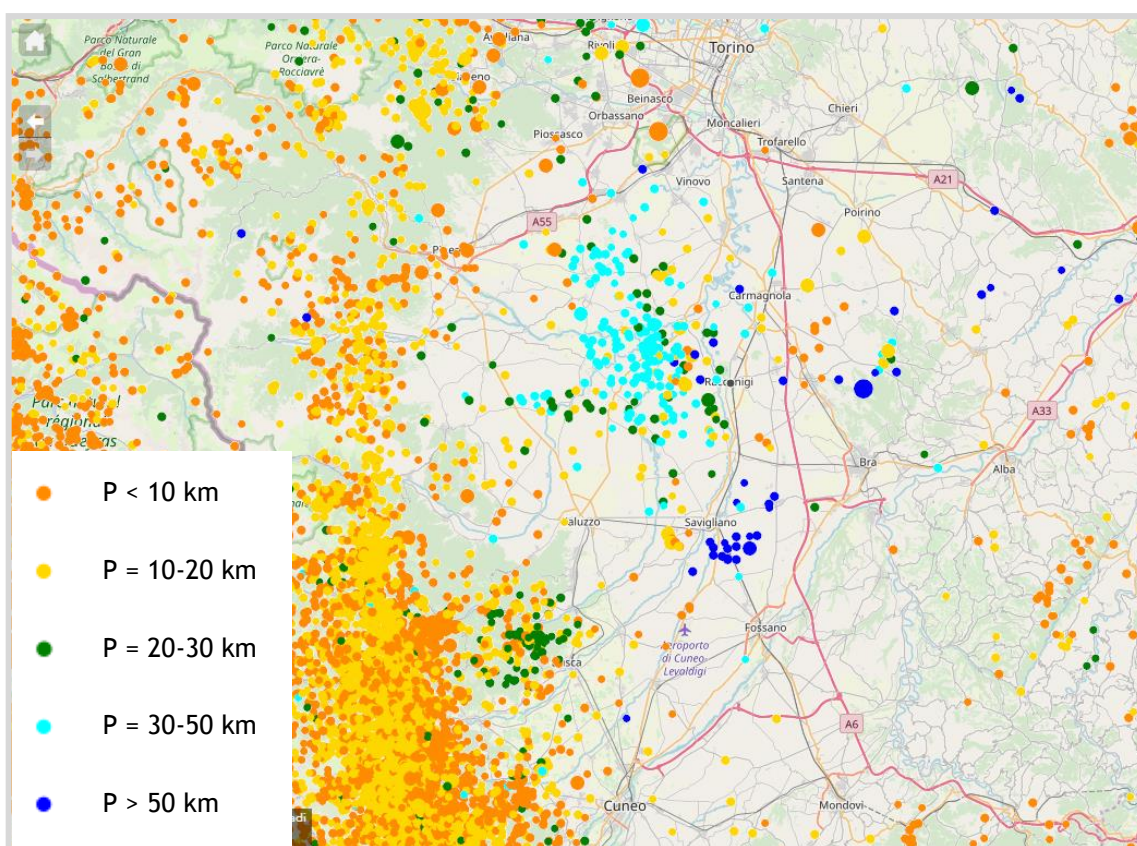 Parco Naturale
del Gran
Bosco di
Salbertrand
Parco Naturale
Orsiera-
Rocciavrè
Rivoli
Torino
Beinasco
Orbassano
Chieri
Piossasco
Moncalieri
Trofarello
Vinovo
Santena
A21
A55
Poirino
Carmagnola
Racconigi
A33
régional
Bra
Alba
P < 10 km
aluzzo
Savigliano
P = 10-20 km
Fossano
P = 20-30 km
Aeroporto
di Cuneo-
Levaldigi
P = 30-50 km
A6
P > 50 km
Cuneo
Mondovì